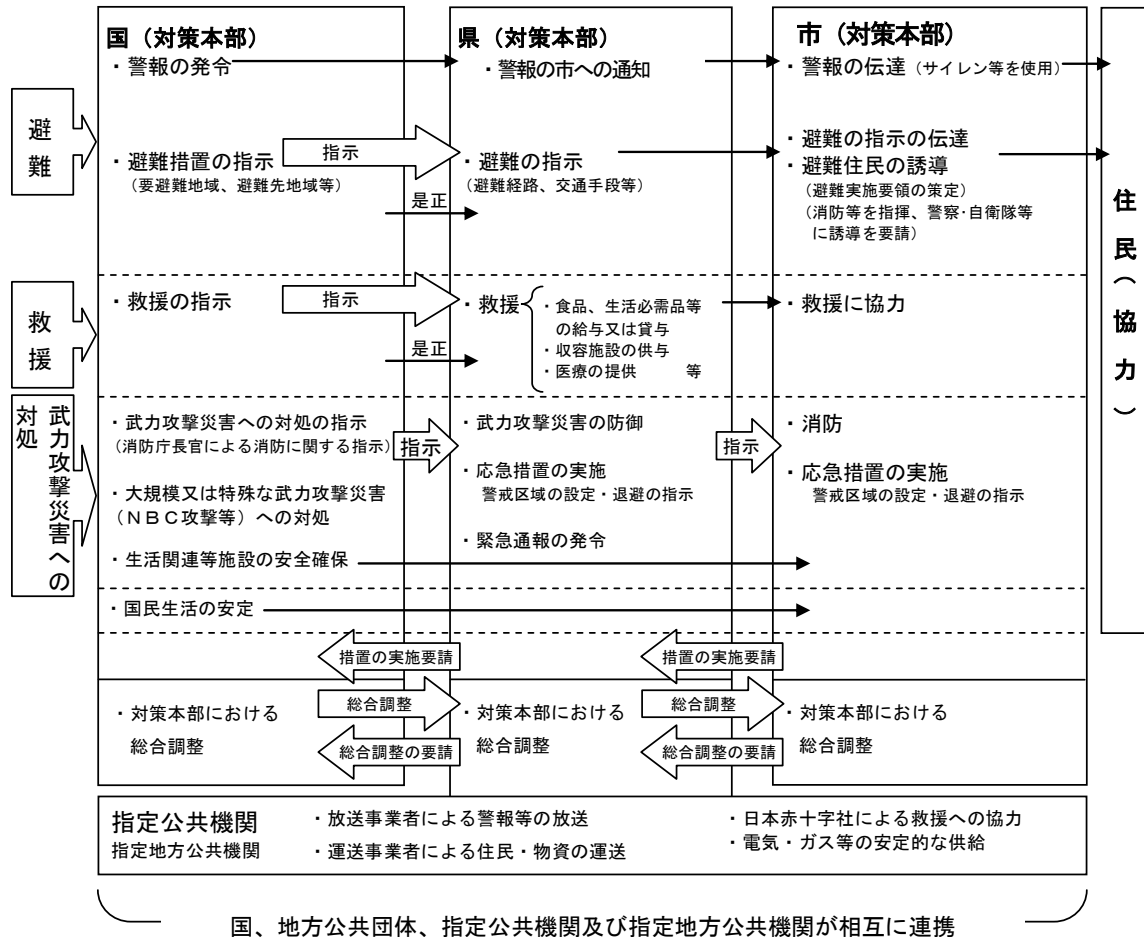 国（対策本部）
県（対策本部）
市（対策本部）
・警報の発令
・警報の市への通知
・警報の伝達（サイレン等を使用）
避難
・避難措置の指示
（要避難地域、避難先地域等）
指示
是正
・避難の指示
（避難経路、交通手段等）
・避難の指示の伝達
・避難住民の誘導
（避難実施要領の策定）
（消防等を指揮、警察・自衛隊等
に誘導を要請）
住民（協力）
救援
・救援の指示
指示
是正
・救援
・食品、生活必需品等
の給与又は貸与
・収容施設の供与
・医療の提供　等
・救援に協力
武力攻撃災害への
対処
・武力攻撃災害への対処の指示
（消防庁長官による消防に関する指示）
指示
・武力攻撃災害の防御
指示
・消防
・大規模又は特殊な武力攻撃災害
（ＮＢＣ攻撃等）への対処
・応急措置の実施
警戒区域の設定・退避の指示
・応急措置の実施
警戒区域の設定・退避の指示
・緊急通報の発令
・生活関連等施設の安全確保
・国民生活の安定
措置の実施要請
措置の実施要請
・対策本部における
総合調整
総合調整
総合調整の要請
・対策本部における
総合調整
総合調整
総合調整の要請
・対策本部における
総合調整
指定公共機関
指定地方公共機関
・放送事業者による警報等の放送
・運送事業者による住民・物資の運送
・日本赤十字社による救援への協力
・電気・ガス等の安定的な供給
国、地方公共団体、指定公共機関及び指定地方公共機関が相互に連携